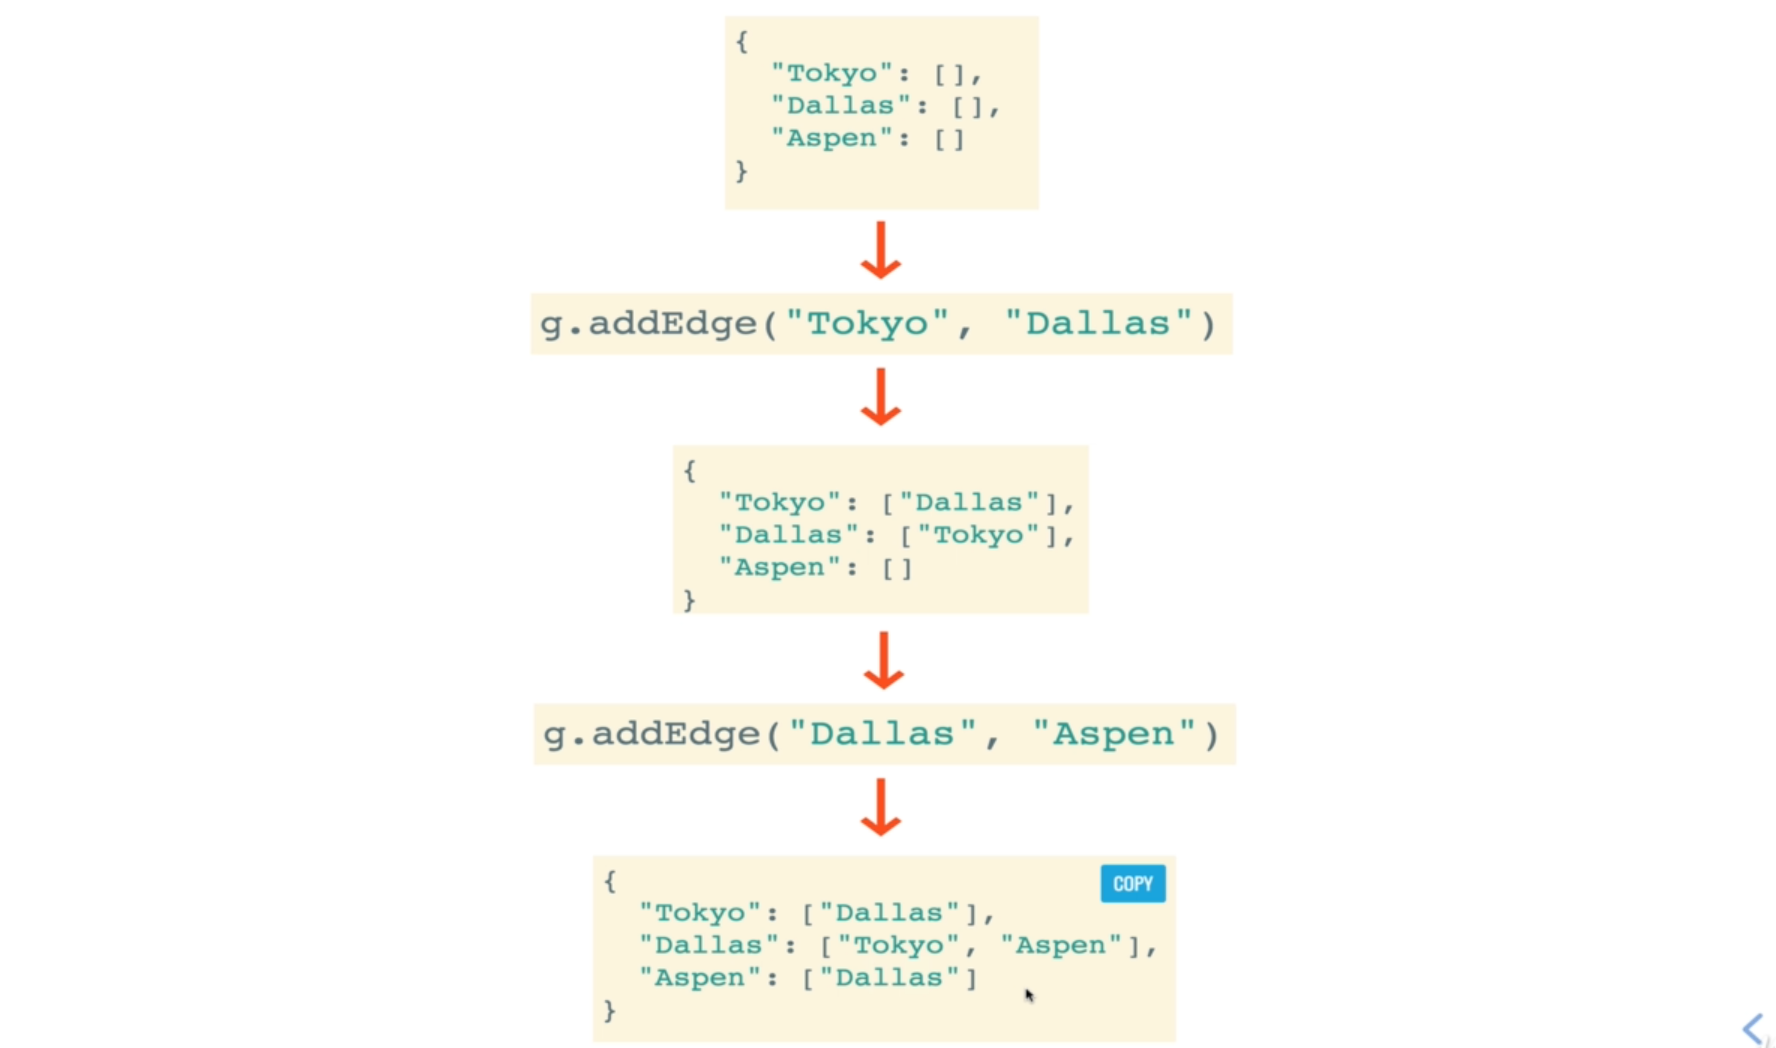 {
"Tokyo": [],
"Dallas": [],
"Aspen": []
}
g.addEdge("Tokyo", "Dallas")
{
"Tokyo": ["Dallas"],
"Dallas": ["Tokyo"],
"Aspen": []
}
g.addEdge("Dallas", "Aspen")
{
COPY
"Tokyo": ["Dallas"],
"Dallas": ["Tokyo", "Aspen"],
"Aspen": ["Dallas"]
}